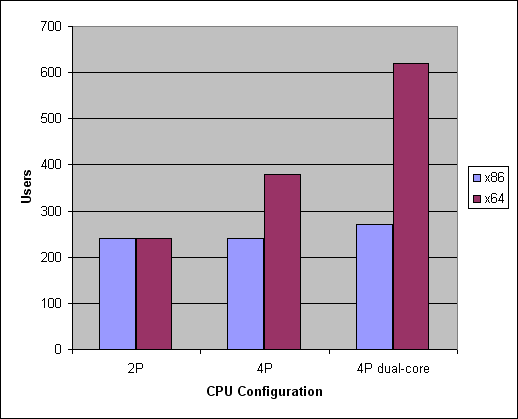 700
600
500
400
300
200
100
0
Users
2P
4P
4P dual-core
CPU Configuration
x86
x64